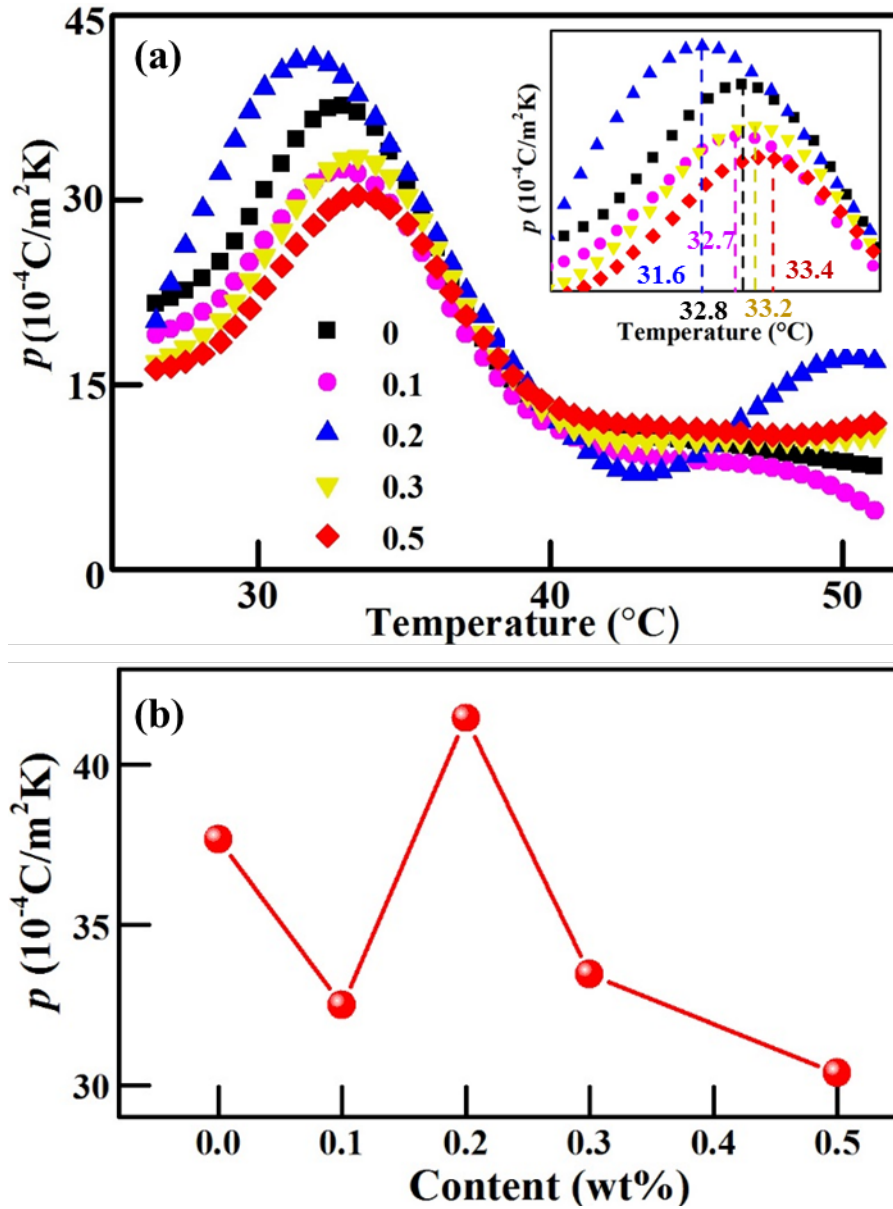 (a)
45
30
15
0
p (10⁻⁴C/m²K)
0
0.1
0.2
0.3
0.5
30
40
50
Temperature (°C)
p (10⁻⁴C/m²K)
32.7
31.6
33.4
32.8
33.2
Temperature (°C)
(b)
40
35
30
p (10⁻⁴C/m²K)
0.0 0.1 0.2 0.3 0.4 0.5
Content (wt%)